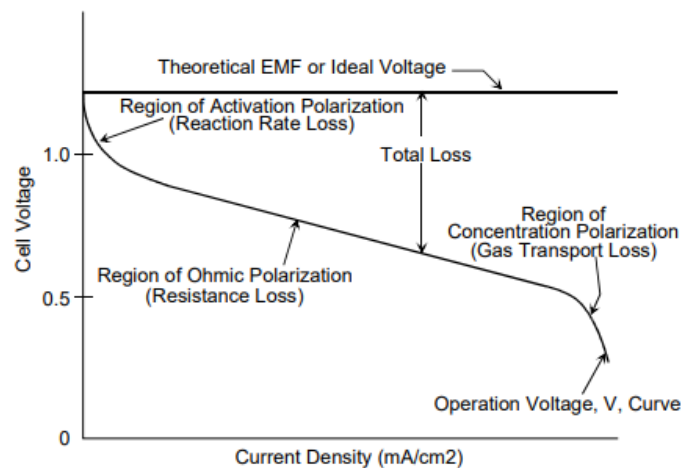 Theoretical EMF or Ideal Voltage
Region of Activation Polarization
(Reaction Rate Loss)
1.0
Total Loss
Cell Voltage
Region of
Concentration Polarization
(Gas Transport Loss)
Region of Ohmic Polarization
(Resistance Loss)
0.5
Operation Voltage, V, Curve
0
Current Density (mA/cm2)